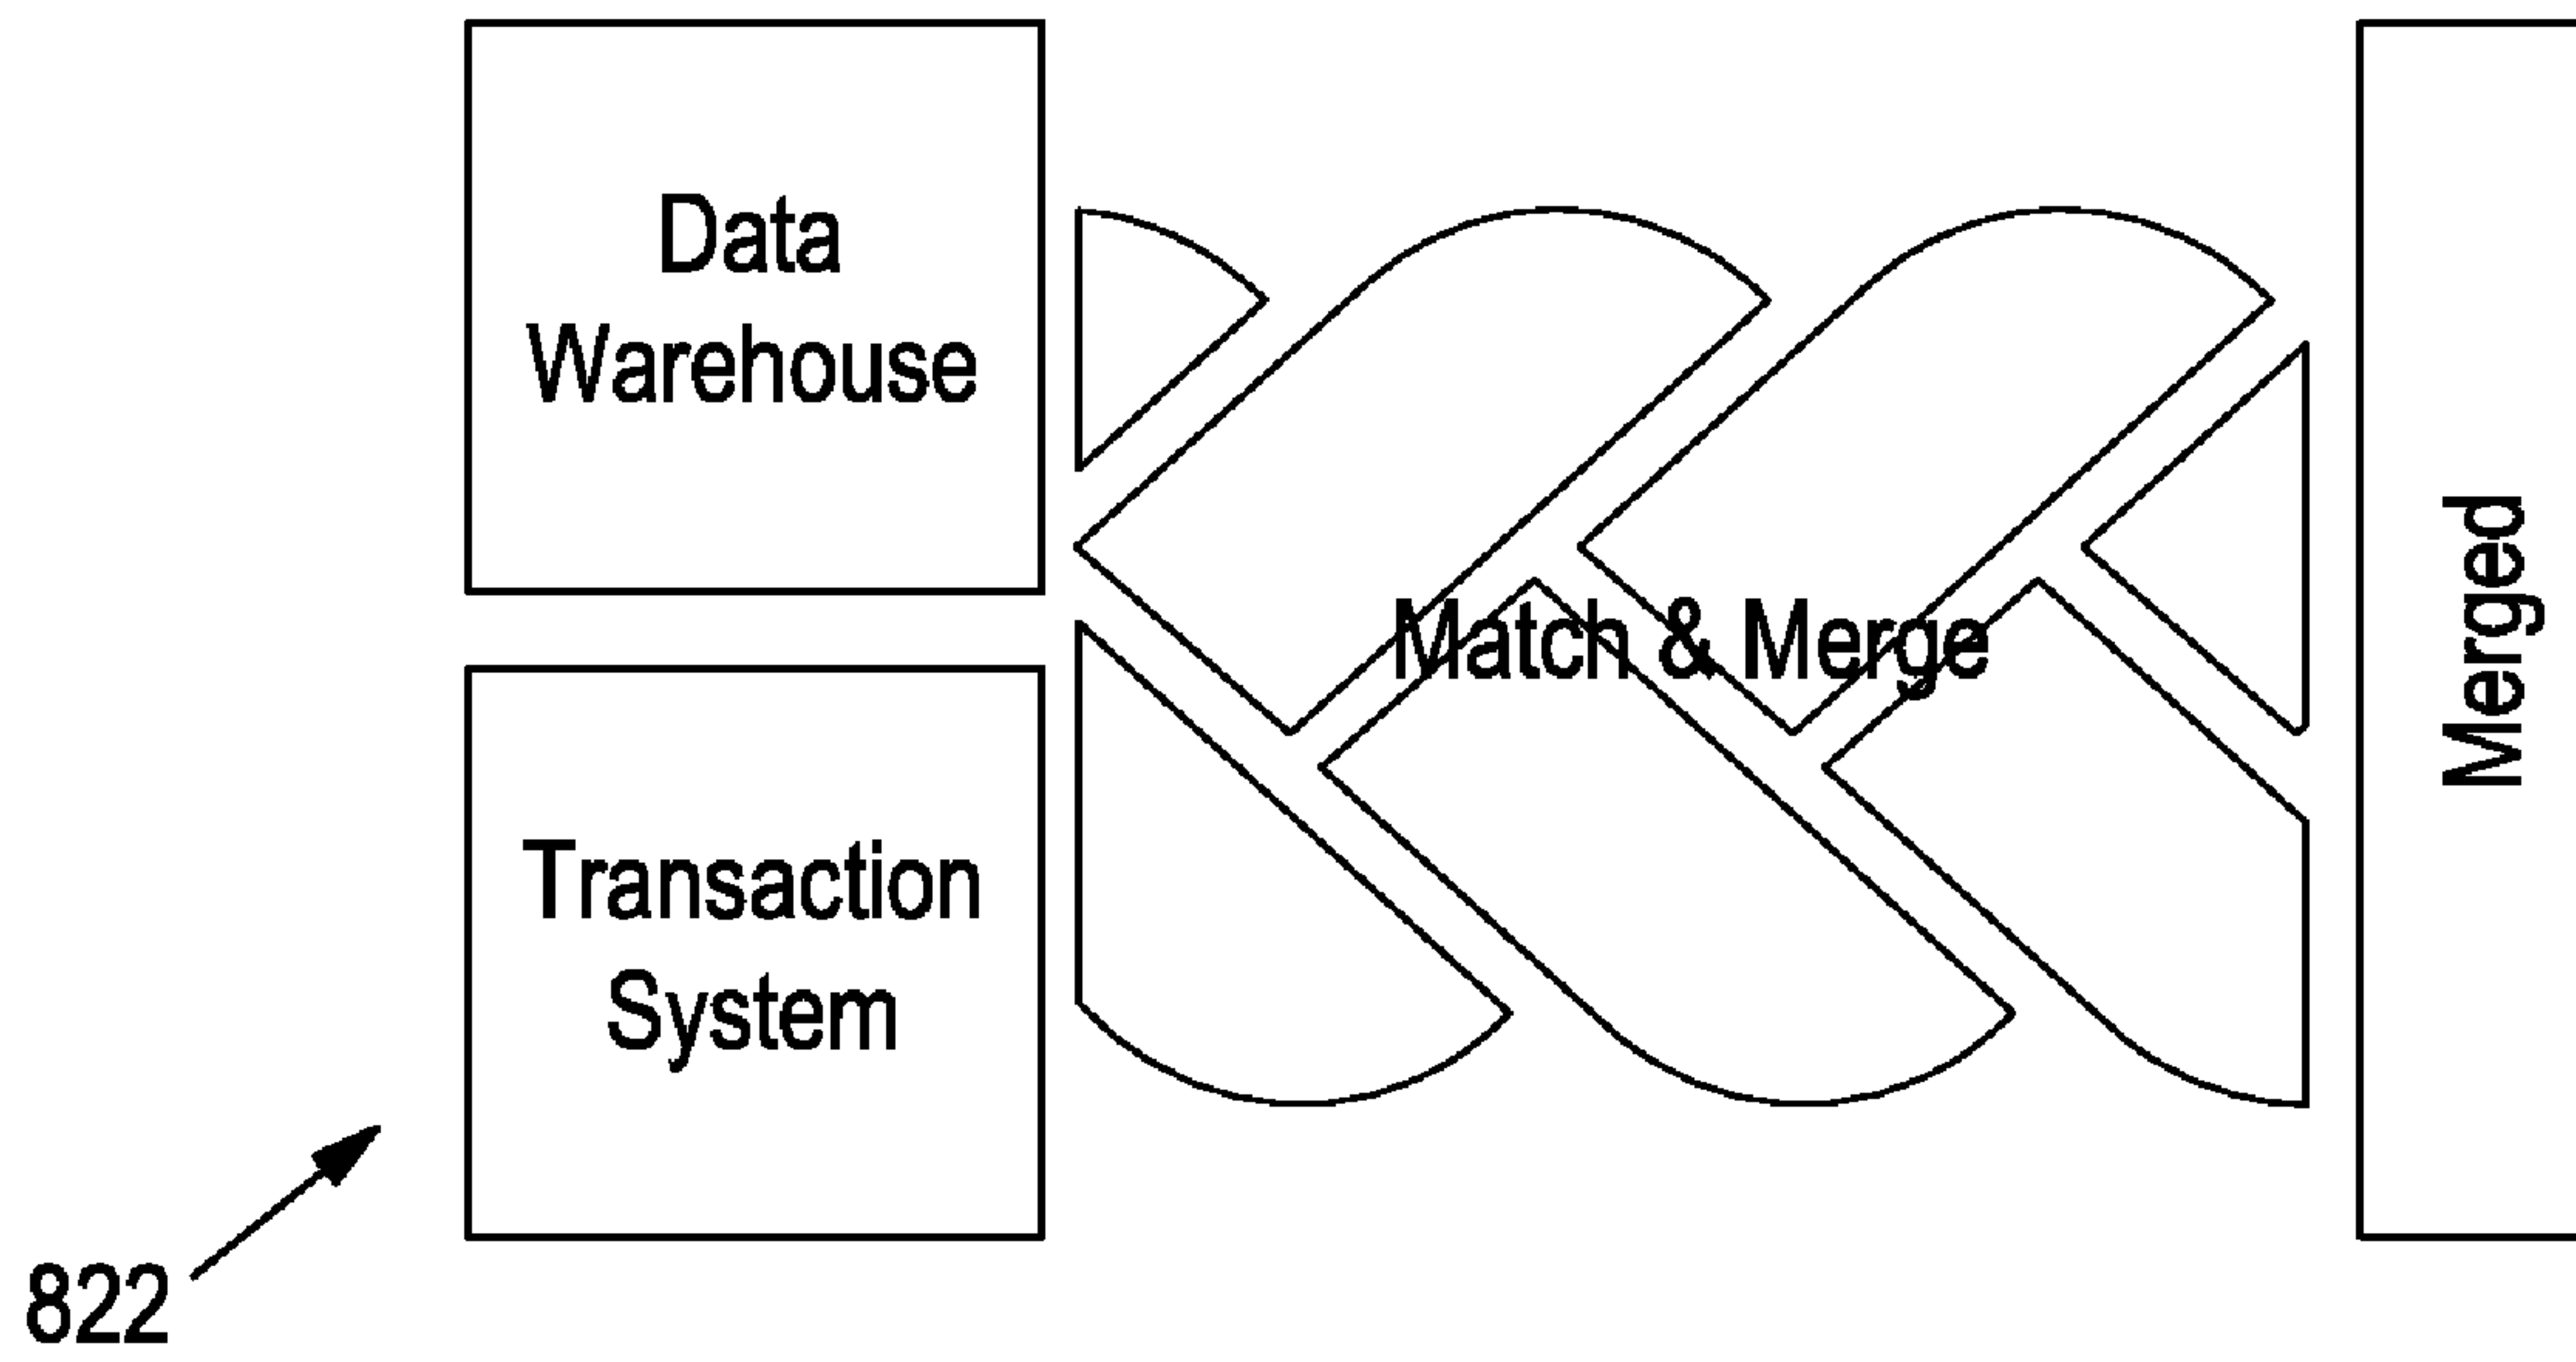 Data
Warehouse
Match & Merge
Merged
Transaction
System
822